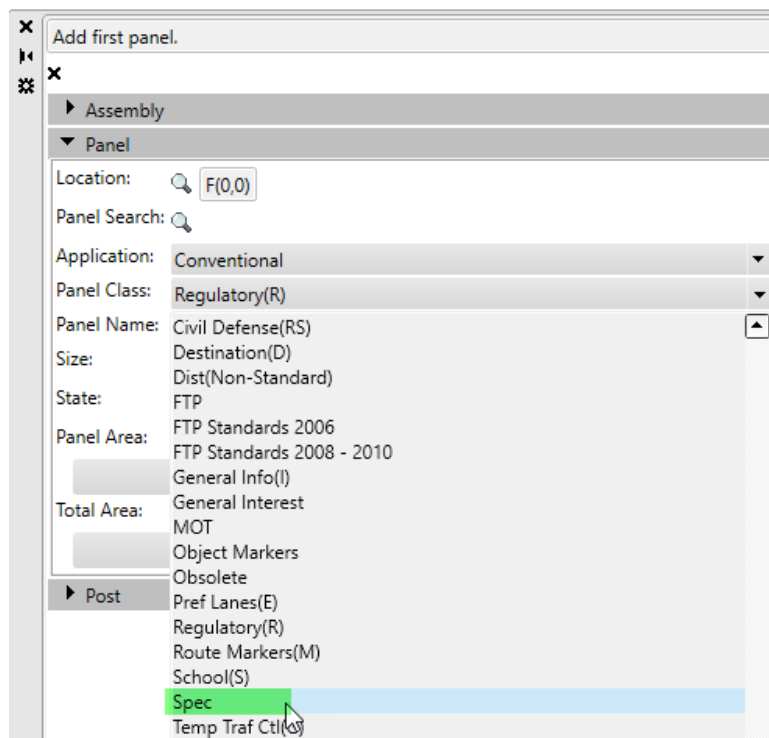 Add first panel.
Assembly
Panel
Location: F(0,0)
Panel Search:
Application: Conventional
Panel Class: Regulatory(R)
Panel Name: Civil Defense(RS)
Size: Destination(D)
Dist(Non-Standard)
State: FTP
FTP Standards 2006
Panel Area: FTP Standards 2008 - 2010
General Info(I)
Total Area: General Interest
MOT
Object Markers
Obsolete
Post Pref Lanes(E)
Regulatory(R)
Route Markers(M)
School(S)
Spec
Temp Traf Ctl